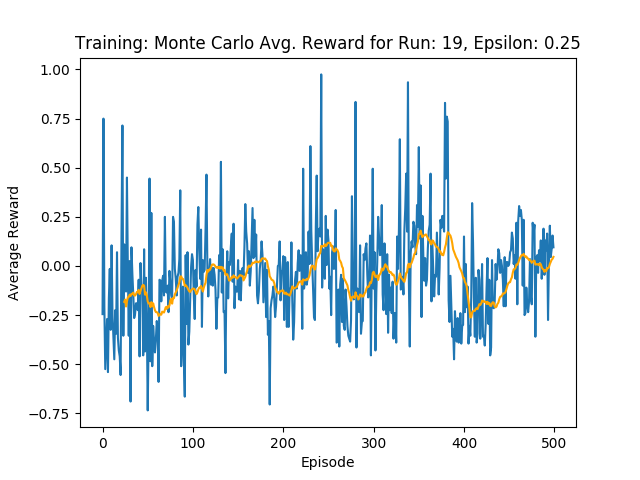 Training: Monte Carlo Avg. Reward for Run: 19, Epsilon: 0.25
1.00
0.75
0.50
0.25
0.00
−0.25
−0.50
−0.75
Average Reward
0 100 200 300 400 500
Episode